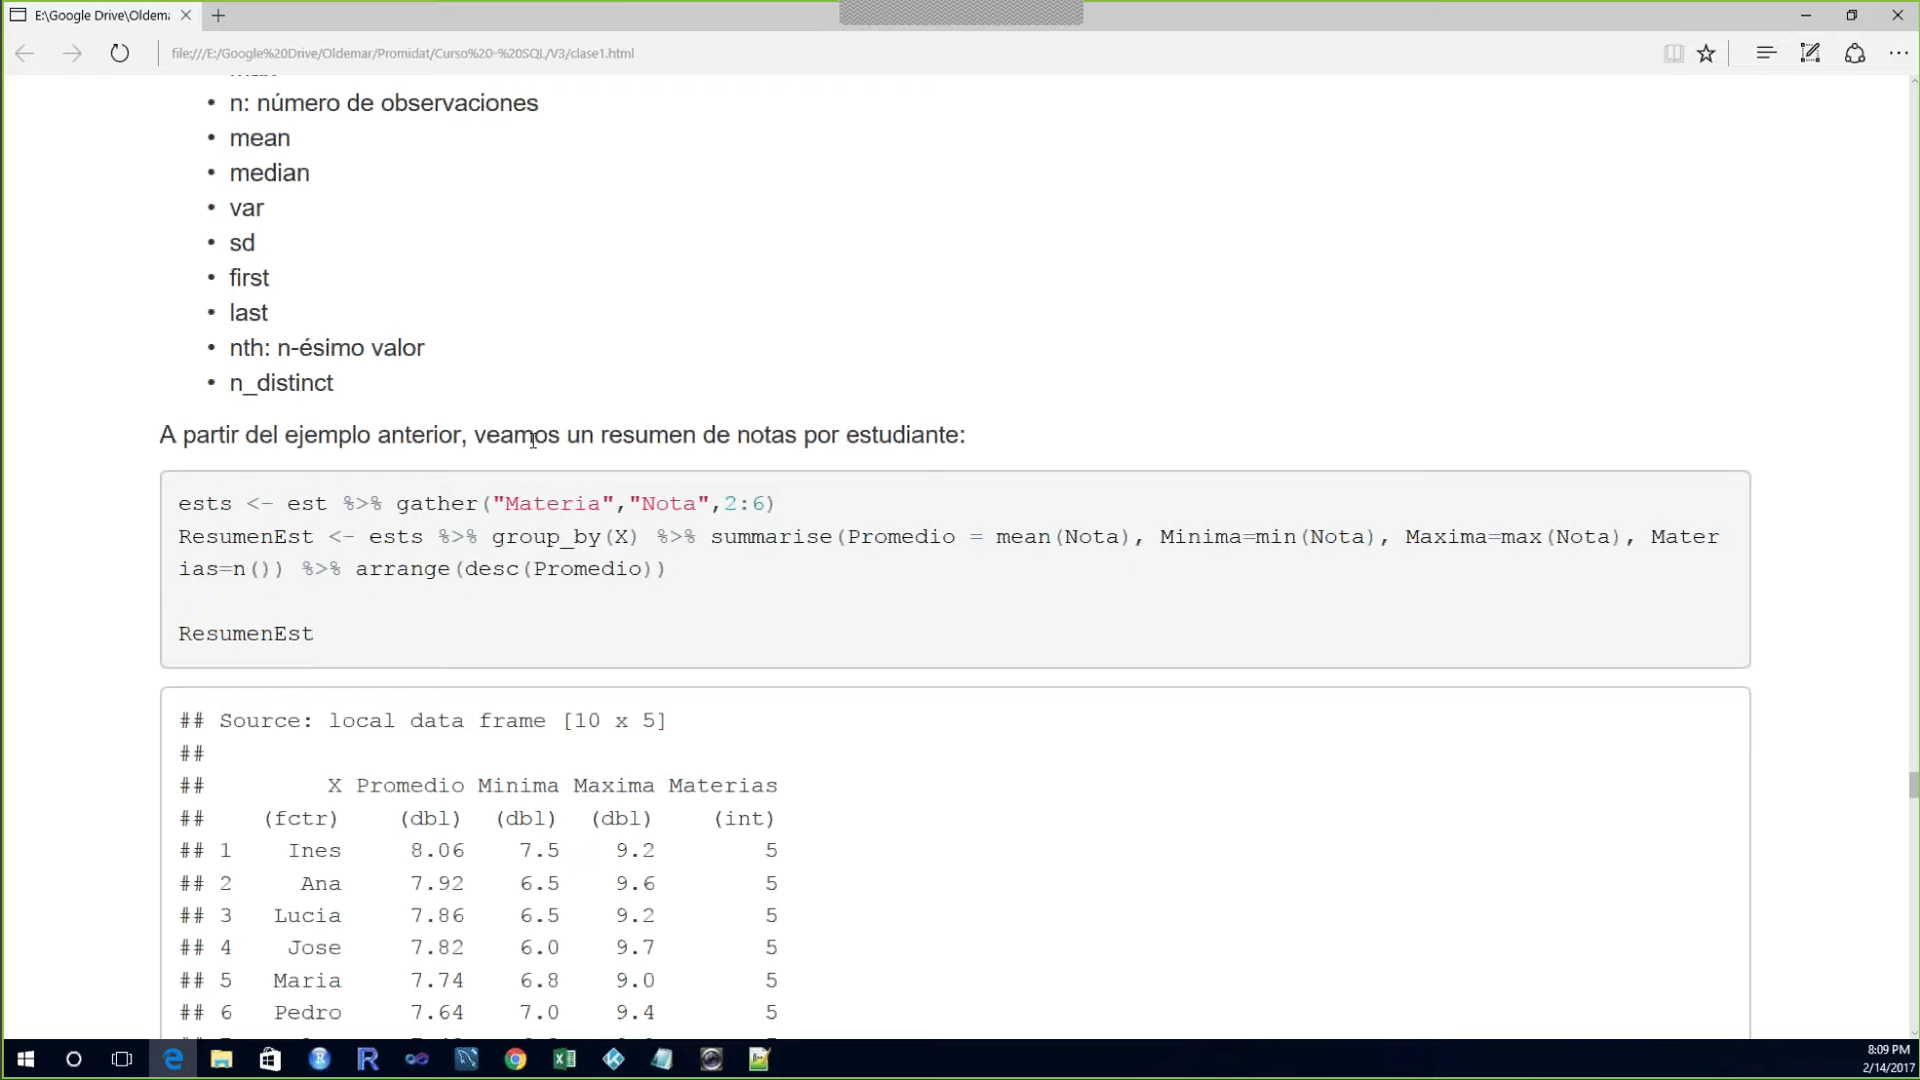 E:\Google Drive\Oldema
file:///E:/Google%20Drive/Oldemar/Promidat/Curso%20-%20SQL/V3/clase1.html
• n: número de observaciones
• mean
• median
• var
• sd
• first
• last
• nth: n-ésimo valor
• n_distinct
A partir del ejemplo anterior, veamos un resumen de notas por estudiante:
ests <- est %>% gather("Materia","Nota",2:6)
ResumenEst <- ests %>% group_by(X) %>% summarise(Promedio = mean(Nota), Minima=min(Nota), Maxima=max(Nota), Mater
ias=n()) %>% arrange(desc(Promedio))
ResumenEst
## Source: local data frame [10 x 5]
##
## X Promedio Minima Maxima Materias
## (fctr) (dbl) (dbl) (dbl) (int)
## 1 Ines 8.06 7.5 9.2 5
## 2 Ana 7.92 6.5 9.6 5
## 3 Lucia 7.86 6.5 9.2 5
## 4 Jose 7.82 6.0 9.7 5
## 5 Maria 7.74 6.8 9.0 5
## 6 Pedro 7.64 7.0 9.4 5
8:09 PM
2/14/2017